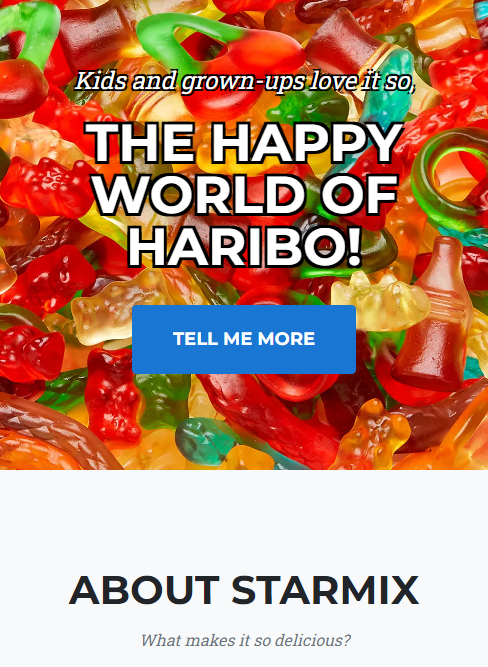 Kids and grown-ups love it so,
THE HAPPY
WORLD OF
HARIBO!
TELL ME MORE
ABOUT STARMIX
What makes it so delicious?